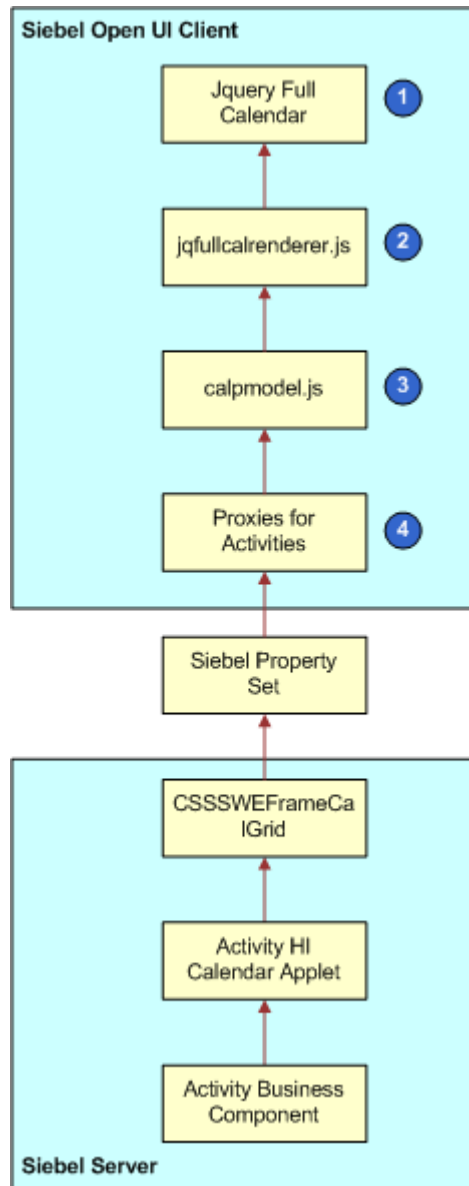 Siebel Open UI Client
Jquery Full
Calendar
1
jqfullcalrenderer.js
2
calpmodel.js
3
Proxies for
Activities
4
Siebel Property
Set
CSSSWEFrameCa
lGrid
Activity HI
Calendar Applet
Activity Business
Component
Siebel Server